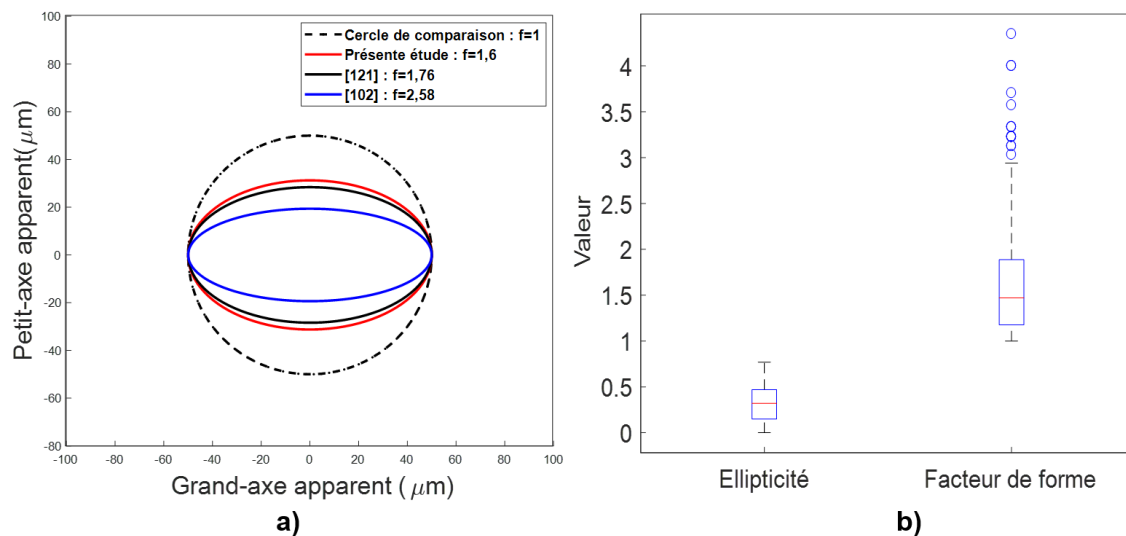 100
80
60
40
20
0
-20
-40
-60
-80
-100
-80
-60
-40
-20
0
20
40
60
80
100
Petit-axe apparent(μm)
Grand-axe apparent (μm)
Cercle de comparaison : f=1
Présente étude : f=1,6
[121] : f=1,76
[102] : f=2,58
a)
4
3.5
3
2.5
2
1.5
1
0.5
0
Valeur
Ellipticité
Facteur de forme
b)